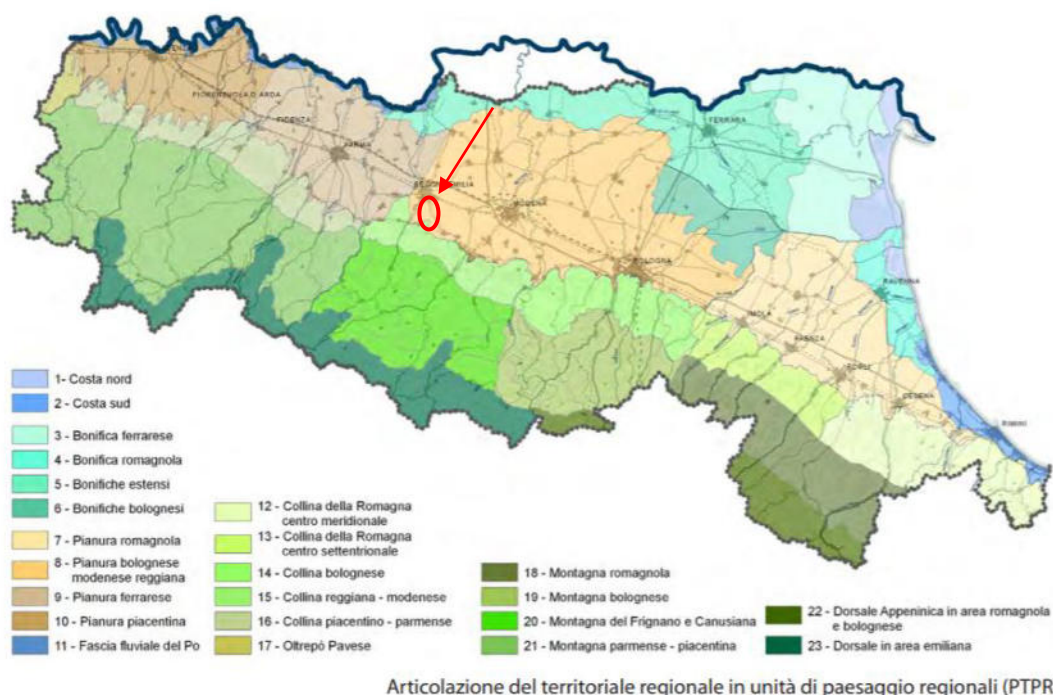 FIORENZUOLA D'ARDA
FIDENZA
PARMA
REGGIO EMILIA
MODENA
FERRARA
BOLOGNA
RAVENNA
IMOLA
FAENZA
FORLI
CESENA
RIMINI
1- Costa nord
2 - Costa sud
3 - Bonifica ferrarese
4 - Bonifica romagnola
5 - Bonifiche estensi
6 - Bonifiche bolognesi
7 - Pianura romagnola
8 - Pianura bolognese
modenese reggiana
9 - Pianura ferrarese
10 - Pianura piacentina
11 - Fascia fluviale del Po
12 - Collina della Romagna
centro meridionale
13 - Collina della Romagna
centro settentrionale
14 - Collina bolognese
15 - Collina reggiana - modenese
16 - Collina piacentino - parmense
17 - Oltrepò Pavese
18 - Montagna romagnola
19 - Montagna bolognese
20 - Montagna del Frignano e Canusiana
21 - Montagna parmense - piacentina
22 - Dorsale Appeninica in area romagnola
e bolognese
23 - Dorsale in area emiliana
Articolazione del territoriale regionale in unità di paesaggio regionali (PTPR